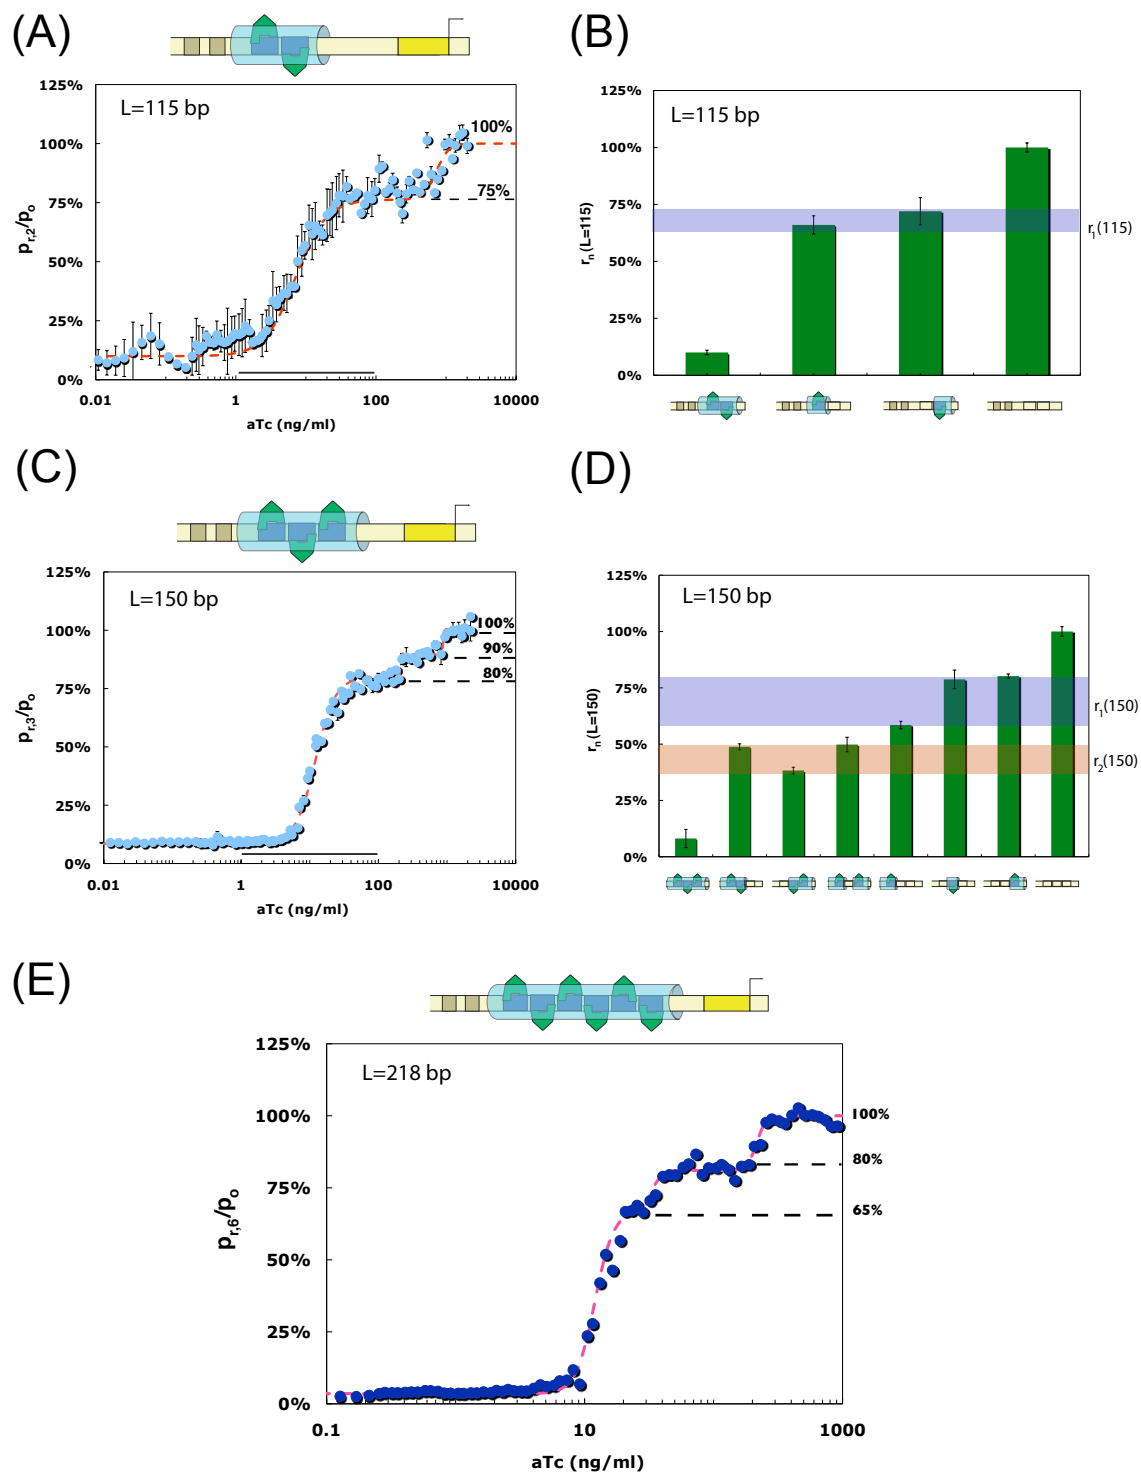 (A)
L=115 bp
125%
100%
75%
50%
25%
0%
100%
75%
p_r,2/p_o
0.01 1 100 10000
aTc (ng/ml)
(B)
L=115 bp
125%
100%
75%
50%
25%
0%
r_n (L=115)
r_1(115)
(C)
L=150 bp
125%
100%
75%
50%
25%
0%
100%
90%
80%
p_r,3/p_o
0.01 1 100 10000
aTc (ng/ml)
(D)
L=150 bp
125%
100%
75%
50%
25%
0%
r_n (L=150)
r_1(150)
r_2(150)
(E)
L=218 bp
125%
100%
75%
50%
25%
0%
100%
80%
65%
p_r,6/p_o
0.1 10 1000
aTc (ng/ml)